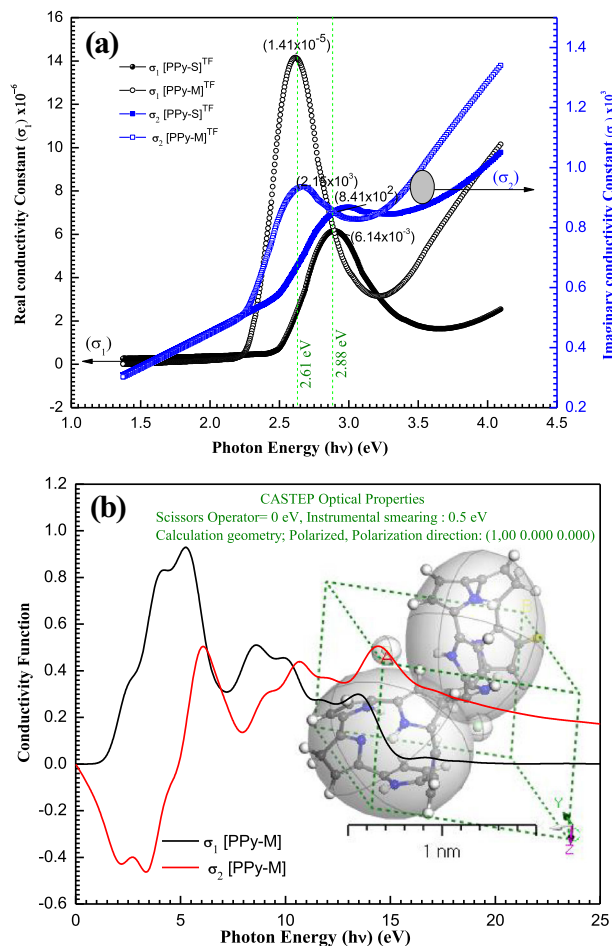 (a)
(1.41x10-5)
σ1 [PPy-S]TF
σ1 [PPy-M]TF
σ2 [PPy-S]TF
σ2 [PPy-M]TF
(2.16x103)
(8.41x102)
(6.14x10-3)
(σ2)
(σ1)
2.61 eV
2.88 eV
16
14
12
10
8
6
4
2
0
-2
Real conductivity Constant (σ1) x10-6
1.4
1.2
1.0
0.8
0.6
0.4
0.2
Imaginary conductivity Constant (σ2) x103
1.0 1.5 2.0 2.5 3.0 3.5 4.0 4.5
Photon Energy (hν) (eV)
(b)
CASTEP Optical Properties
Scissors Operator= 0 eV, Instrumental smearing : 0.5 eV
Calculation geometry; Polarized, Polarization direction: (1,00 0.000 0.000)
1.2
1.0
0.8
0.6
0.4
0.2
0.0
-0.2
-0.4
-0.6
Conductivity Function
Y
Z
1 nm
σ1 [PPy-M]
σ2 [PPy-M]
0 5 10 15 20 25
Photon Energy (hν) (eV)